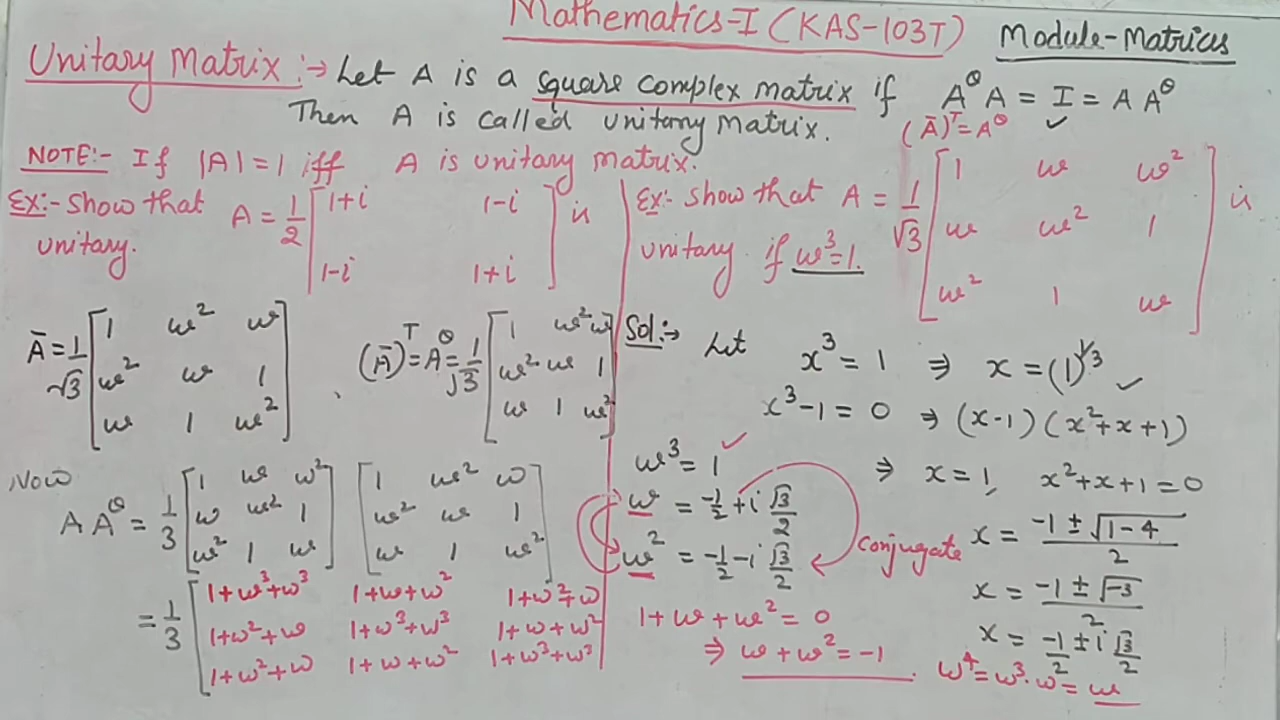 Mathematics-I (KAS-103T) Module-Matrices
Unitary Matrix :→ Let A is a square complex matrix if A^θ A = I = A A^θ
Then A is called unitary matrix. (Ā)^T = A^θ ✓
NOTE:- If |A| = 1 iff A is unitary matrix.
Ex:- Show that A = 1/2 [1+i 1-i
1-i 1+i] is
unitary.
Ex:- show that A = 1/√3 [1 ω ω²
ω ω² 1
ω² 1 ω] is
unitary if ω³=1.
Sol:→ Let x³ = 1 ⇒ x = (1)^1/3 ✓
x³-1 = 0 ⇒ (x-1)(x²+x+1)
⇒ x = 1, x²+x+1 = 0
x = (-1 ± √(1-4))/2
x = (-1 ± √-3)/2
x = -1/2 ± i √3/2
ω³ = 1 ✓
ω = -1/2 + i √3/2
ω² = -1/2 - i √3/2
conjugate
1+ω+ω² = 0
⇒ ω+ω² = -1
ω⁴ = ω³·ω = ω
Ā = 1/√3 [1 ω² ω
ω² ω 1
ω 1 ω²] , (Ā)^T = A^θ = 1/√3 [1 ω² ω
ω² ω 1
ω 1 ω²]
Now
A A^θ = 1/3 [1 ω ω²
ω ω² 1
ω² 1 ω] [1 ω² ω
ω² ω 1
ω 1 ω²]
= 1/3 [1+ω³+ω³ 1+ω+ω² 1+ω²+ω
1+ω²+ω 1+ω³+ω³ 1+ω+ω²
1+ω²+ω 1+ω+ω² 1+ω³+ω³